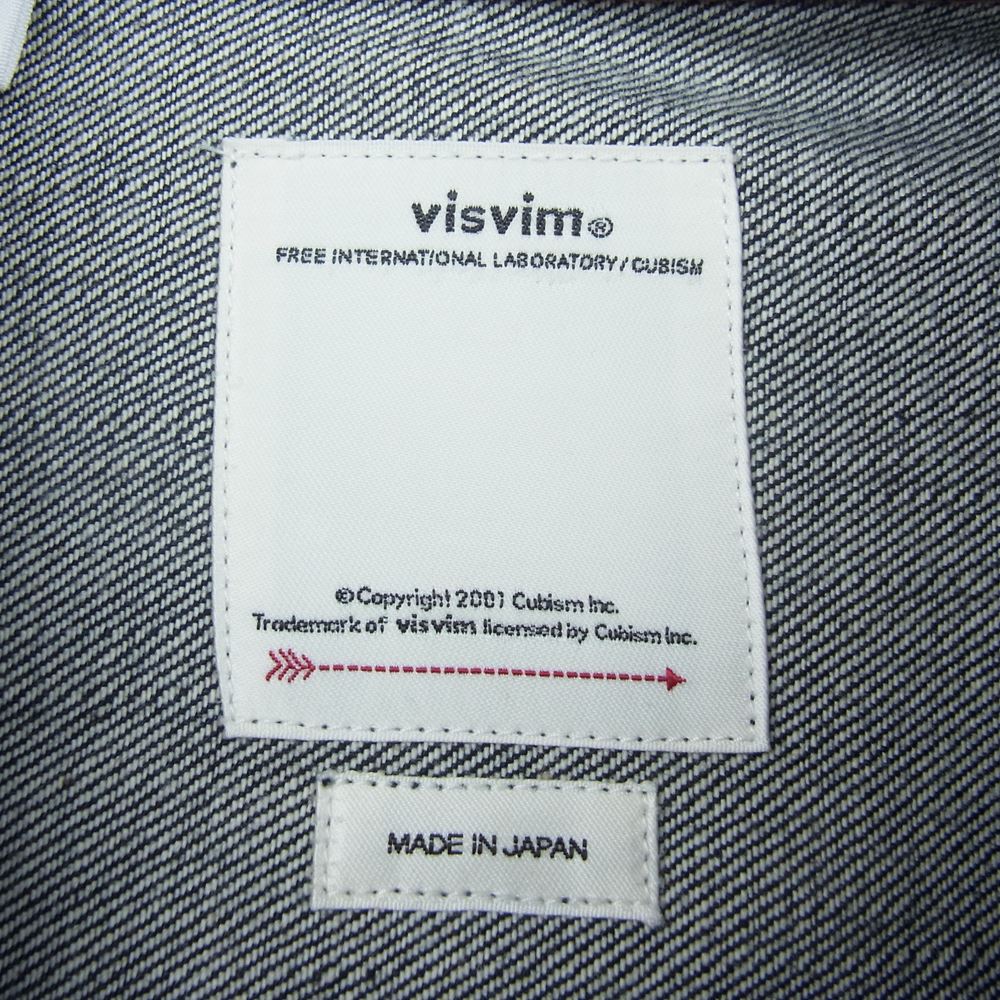 visvim®
FREE INTERNATIONAL LABORATORY/CUBISM
© Copyright 2001 Cubism Inc.
Trademark of visvim licensed by Cubism Inc.
MADE IN JAPAN